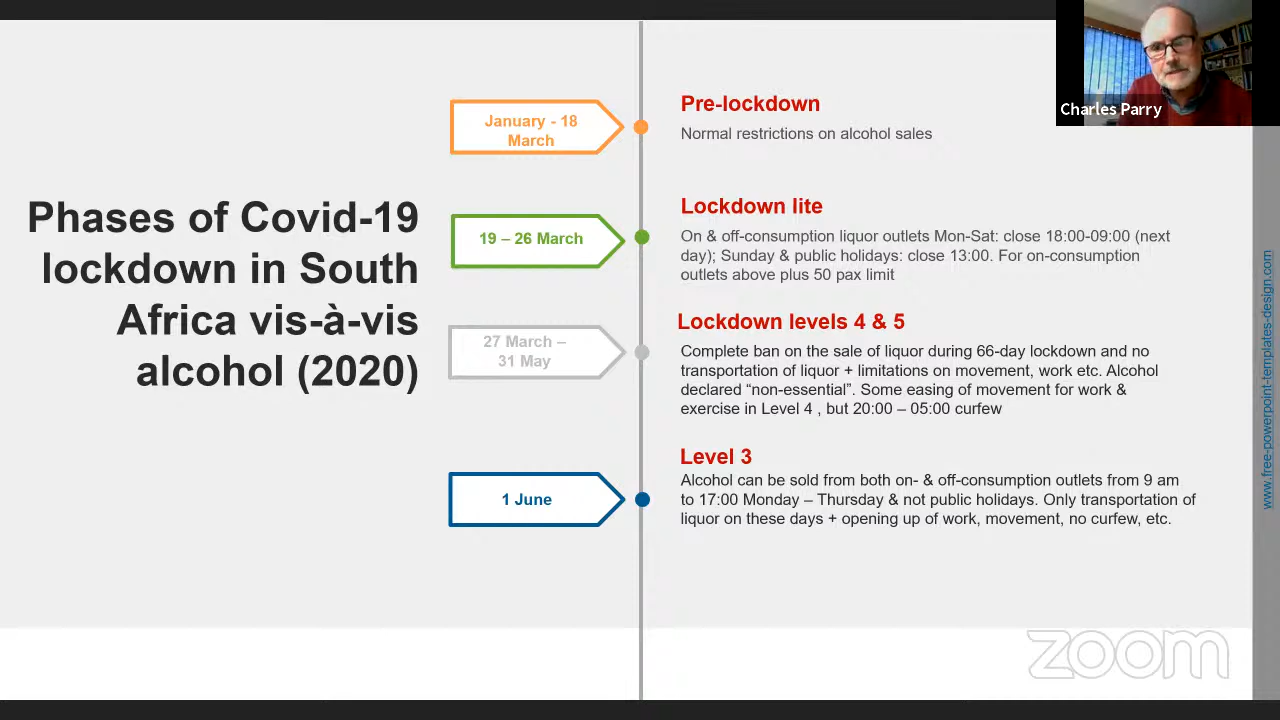 Charles Parry
Phases of Covid-19
lockdown in South
Africa vis-à-vis
alcohol (2020)
January - 18
March
Pre-lockdown
Normal restrictions on alcohol sales
19 – 26 March
Lockdown lite
On & off-consumption liquor outlets Mon-Sat: close 18:00-09:00 (next
day); Sunday & public holidays: close 13:00. For on-consumption
outlets above plus 50 pax limit
27 March –
31 May
Lockdown levels 4 & 5
Complete ban on the sale of liquor during 66-day lockdown and no
transportation of liquor + limitations on movement, work etc. Alcohol
declared “non-essential”. Some easing of movement for work &
exercise in Level 4 , but 20:00 – 05:00 curfew
1 June
Level 3
Alcohol can be sold from both on- & off-consumption outlets from 9 am
to 17:00 Monday – Thursday & not public holidays. Only transportation of
liquor on these days + opening up of work, movement, no curfew, etc.
www.free-powerpoint-templates-design.com
zoom